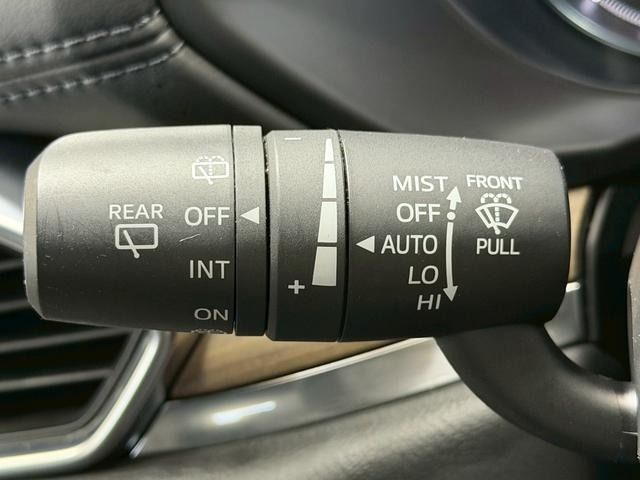 REAR
OFF
INT
ON
−
+
MIST
OFF
AUTO
LO
HI
FRONT
PULL